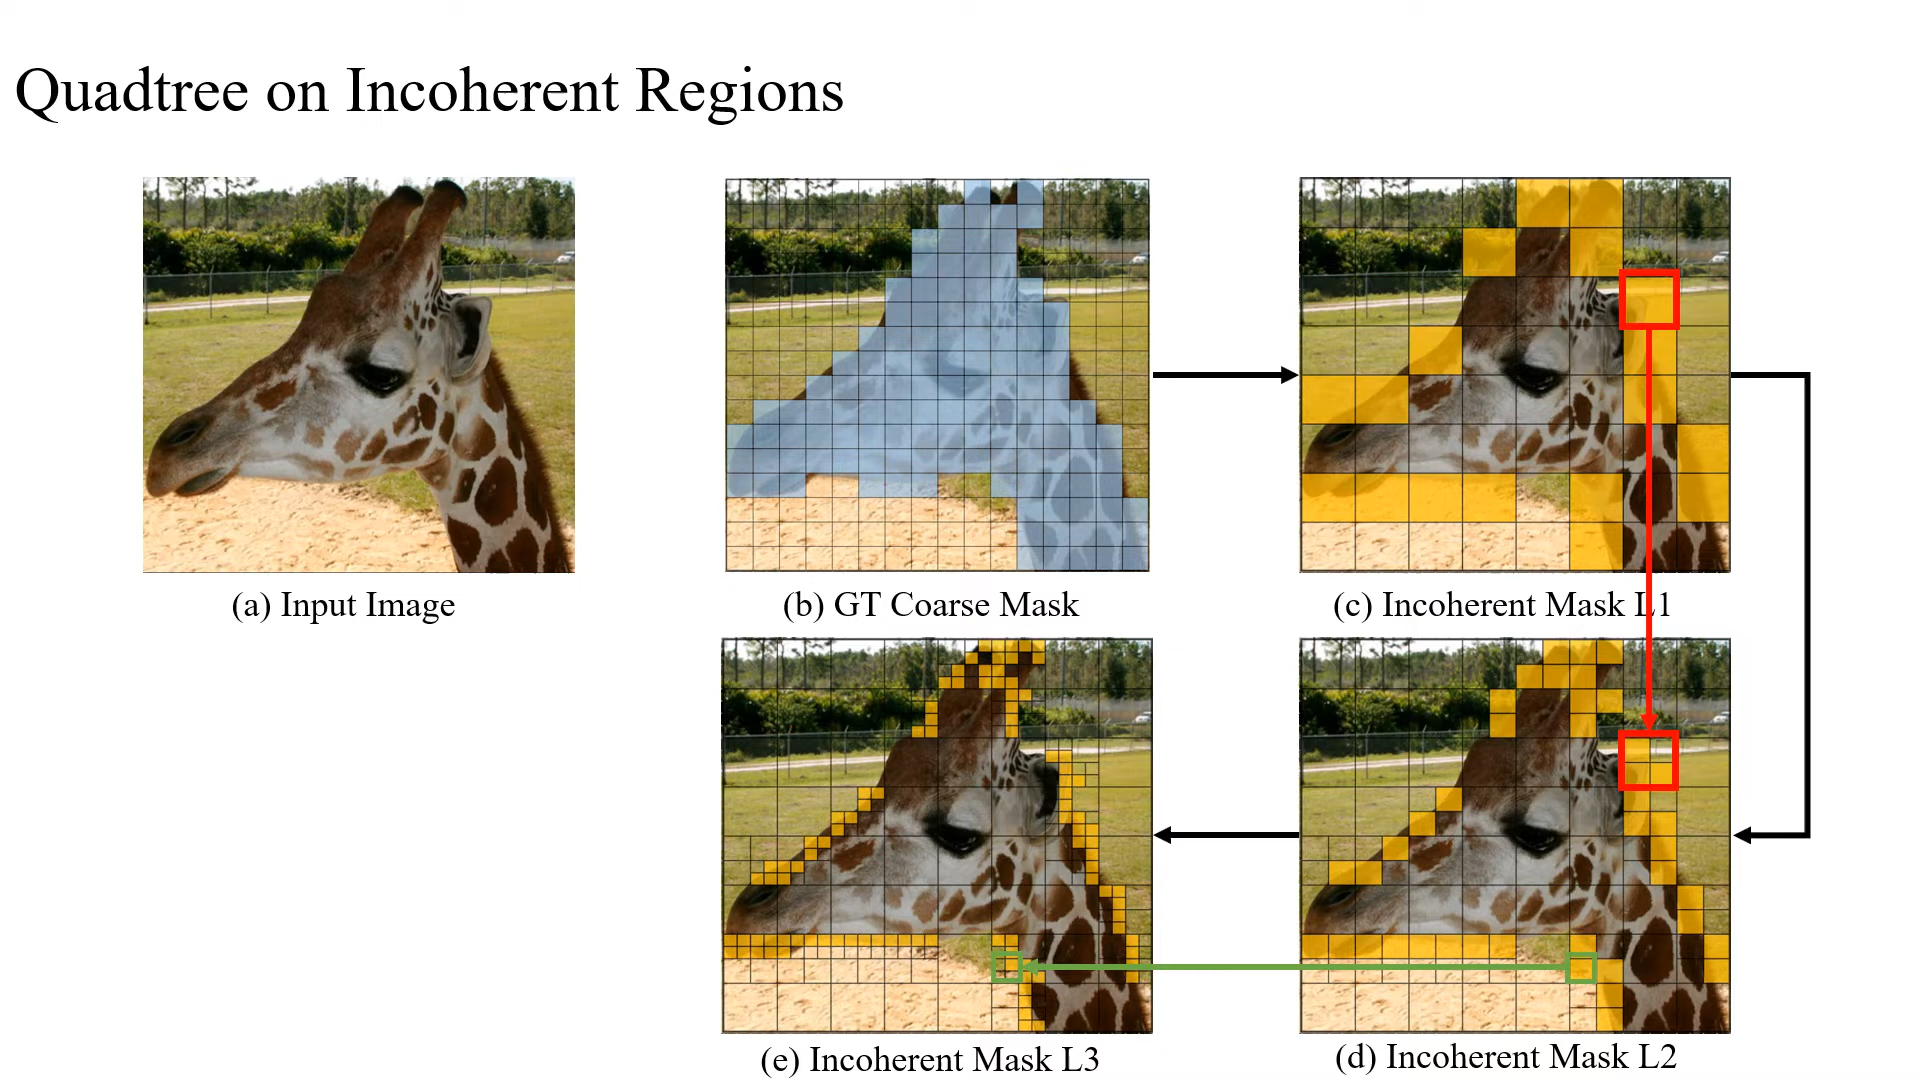 Quadtree on Incoherent Regions
(a) Input Image
(b) GT Coarse Mask
(c) Incoherent Mask L1
(e) Incoherent Mask L3
(d) Incoherent Mask L2